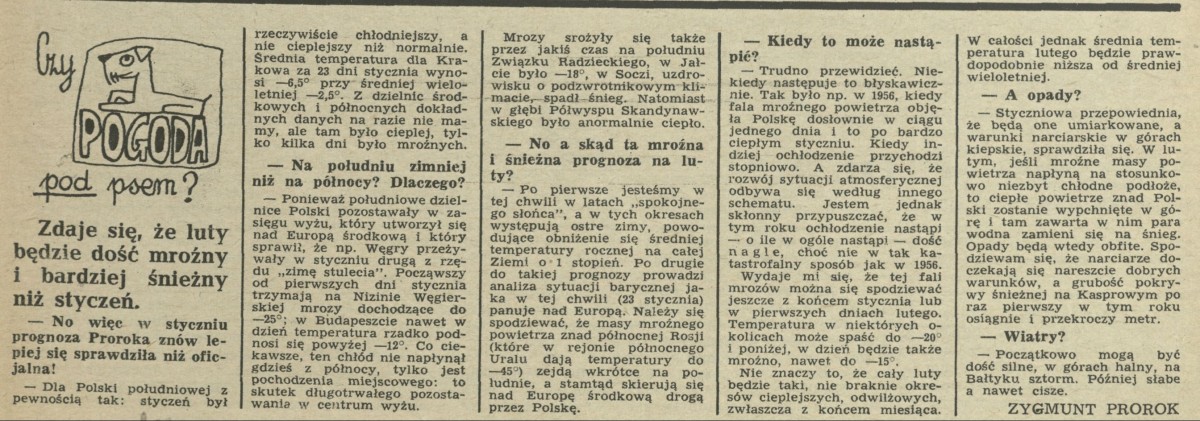 Czy
POGODA
pod psem?
Zdaje się, że luty
będzie dość mroźny
i bardziej śnieżny
niż styczeń.
— No więc w styczniu
prognoza Proroka znów le-
piej się sprawdziła niż ofic-
jalna!
— Dla Polski południowej z
pewnością tak: styczeń był
rzeczywiście chłodniejszy, a
nie cieplejszy niż normalnie.
Średnia temperatura dla Kra-
kowa za 23 dni stycznia wyno-
si —6,5° przy średniej wielo-
letniej —2,5°. Z dzielnic środ-
kowych i północnych dokład-
nych danych na razie nie ma-
my, ale tam było cieplej, tyl-
ko kilka dni było mroźnych.
— Na południu zimniej
niż na północy? Dlaczego?
— Ponieważ południowe dziel-
nice Polski pozostawały w za-
sięgu wyżu, który utworzył się
nad Europą środkową i który
sprawił, że np. Węgry przeży-
wały w styczniu drugą z rzę-
du „zimę stulecia”. Począwszy
od pierwszych dni stycznia
trzymają na Nizinie Węgier-
skiej mrozy dochodzące do
—25°; w Budapeszcie nawet w
dzień temperatura rzadko pod-
nosi się powyżej —12°. Co cie-
kawsze, ten chłód nie napłynął
gdzieś z północy, tylko jest
pochodzenia miejscowego: to
skutek długotrwałego pozosta-
wania w centrum wyżu.
Mrozy srożyły się także
przez jakiś czas na południu
Związku Radzieckiego, w Jał-
cie było —18°, w Soczi, uzdro-
wisku o podzwrotnikowym kli-
macie, spadł śnieg. Natomiast
w głębi Półwyspu Skandynaw-
skiego było anormalnie ciepło.
— No a skąd ta mroźna
i śnieżna prognoza na lu-
ty?
— Po pierwsze jesteśmy w
tej chwili w latach „spokojne-
go słońca”, a w tych okresach
występują ostre zimy, powo-
dujące obniżenie się średniej
temperatury rocznej na całej
Ziemi o 1 stopień. Po drugie
do takiej prognozy prowadzi
analiza sytuacji barycznej ja-
ka w tej chwili (23 stycznia)
panuje nad Europą. Należy się
spodziewać, że masy mroźnego
powietrza znad północnej Rosji
(które w rejonie północnego
Uralu dają temperatury do
—45°) zejdą wkrótce na po-
łudnie, a stamtąd skierują się
nad Europę środkową drogą
przez Polskę.
— Kiedy to może nastą-
pić?
— Trudno przewidzieć. Nie-
kiedy następuje to błyskawicz-
nie. Tak było np. w 1956, kiedy
fala mroźnego powietrza obję-
ła Polskę dosłownie w ciągu
jednego dnia i to po bardzo
ciepłym styczniu. Kiedy in-
dziej ochłodzenie przychodzi
stopniowo. A zdarza się, że
rozwój sytuacji atmosferycznej
odbywa się według innego
schematu. Jestem jednak
skłonny przypuszczać, że w
tym roku ochłodzenie nastąpi
— o ile w ogóle nastąpi — dość
nagle, choć nie w tak ka-
tastrofalny sposób jak w 1956.
Wydaje mi się, że tej fali
mrozów można się spodziewać
jeszcze z końcem stycznia lub
w pierwszych dniach lutego.
Temperatura w niektórych o-
kolicach może spaść do —20°
i poniżej, w dzień będzie także
mroźno, nawet do —15°.
Nie znaczy to, że cały luty
będzie taki, nie braknie okre-
sów cieplejszych, odwilżowych,
zwłaszcza z końcem miesiąca.
W całości jednak średnia tem-
peratura lutego będzie praw-
dopodobnie niższa od średniej
wieloletniej.
— A opady?
— Styczniowa przepowiednia,
że będą one umiarkowane, a
warunki narciarskie w górach
kiepskie, sprawdziła się. W lu-
tym, jeśli mroźne masy po-
wietrza napłyną na stosunko-
wo niezbyt chłodne podłoże,
to ciepłe powietrze znad Pol-
ski zostanie wypchnięte w gó-
rę i tam zawarta w nim para
wodna zamieni się na śnieg.
Opady będą wtedy obfite. Spo-
dziewam się, że narciarze do-
czekają się nareszcie dobrych
warunków, a grubość pokry-
wy śnieżnej na Kasprowym po
raz pierwszy w tym roku
osiągnie i przekroczy metr.
— Wiatry?
— Początkowo mogą być
dość silne, w górach halny, na
Bałtyku sztorm. Później słabe
a nawet cisze.
ZYGMUNT PROROK